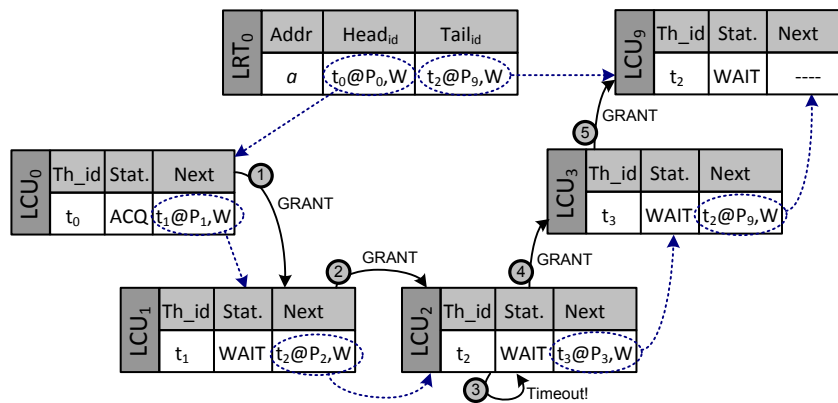 LRT0
Addr Headid Tailid
a t0@P0,W t2@P9,W
LCU9
Th_id Stat. Next
t2 WAIT ----
5 GRANT
LCU0
Th_id Stat. Next
t0 ACQ t1@P1,W
1
GRANT
LCU3
Th_id Stat. Next
t3 WAIT t2@P9,W
2 GRANT
4 GRANT
LCU1
Th_id Stat. Next
t1 WAIT t2@P2,W
LCU2
Th_id Stat. Next
t2 WAIT t3@P3,W
3 Timeout!